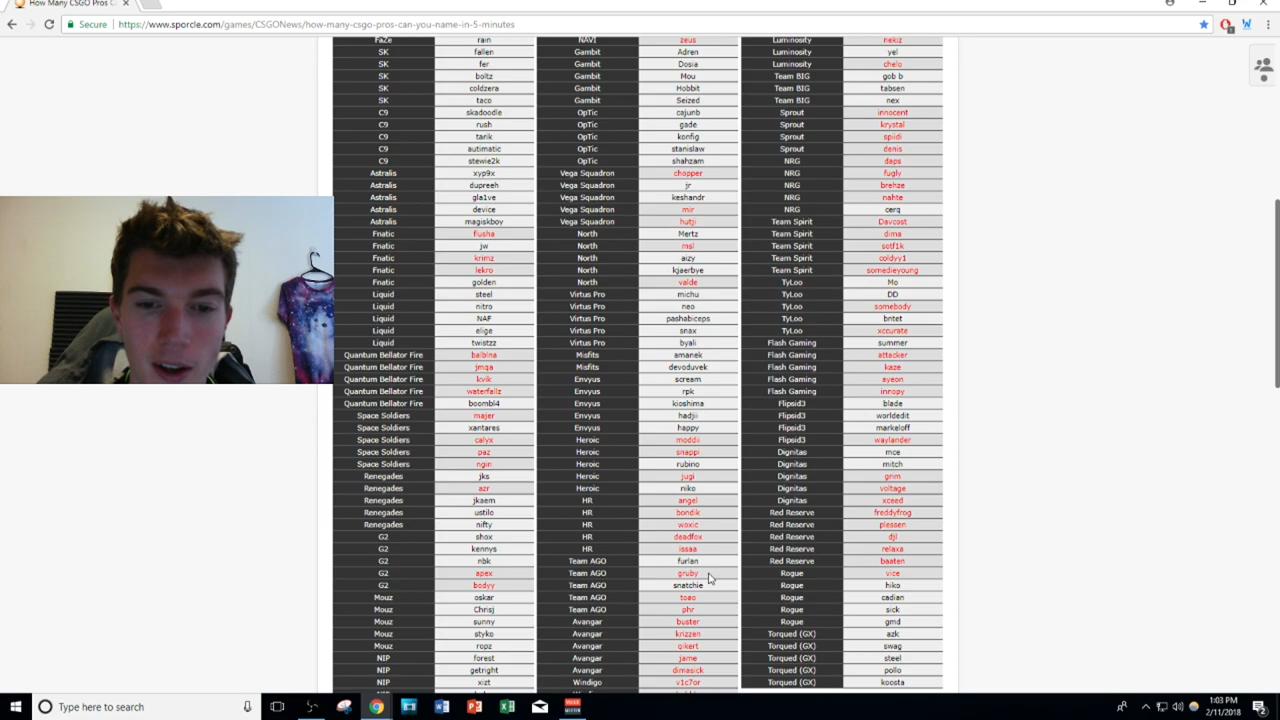 How Many CSGO Pros C
Secure https://www.sporcle.com/games/CSGONews/how-many-csgo-pros-can-you-name-in-5-minutes
FaZe rain NAVI zeus Luminosity nekiz
SK fallen Gambit Adren Luminosity yel
SK fer Gambit Dosia Luminosity chelo
SK boltz Gambit Mou Team BIG gob b
SK coldzera Gambit Hobbit Team BIG tabsen
SK taco Gambit Seized Team BIG nex
C9 skadoodle OpTic cajunb Sprout innocent
C9 rush OpTic gade Sprout krystal
C9 tarik OpTic konfig Sprout spiidi
C9 autimatic OpTic stanislaw Sprout denis
C9 stewie2k OpTic shahzam NRG daps
Astralis xyp9x Vega Squadron chopper NRG fugly
Astralis dupreeh Vega Squadron jr NRG brehze
Astralis gla1ve Vega Squadron keshandr NRG nahte
Astralis device Vega Squadron mir NRG cerq
Astralis magiskboy Vega Squadron hutji Team Spirit Davcost
Fnatic flusha North Mertz Team Spirit dima
Fnatic jw North msl Team Spirit sotf1k
Fnatic krimz North aizy Team Spirit coldyy1
Fnatic lekro North kjaerbye Team Spirit somedieyoung
Fnatic golden North valde TyLoo Mo
Liquid steel Virtus Pro michu TyLoo DD
Liquid nitro Virtus Pro neo TyLoo somebody
Liquid NAF Virtus Pro pashabiceps TyLoo bntet
Liquid elige Virtus Pro snax TyLoo xccurate
Liquid twistzz Virtus Pro byali Flash Gaming summer
Quantum Bellator Fire balblna Misfits amanek Flash Gaming attacker
Quantum Bellator Fire jmqa Misfits devoduvek Flash Gaming kaze
Quantum Bellator Fire kvik Envyus scream Flash Gaming ayeon
Quantum Bellator Fire waterfallz Envyus rpk Flash Gaming innopy
Quantum Bellator Fire boombl4 Envyus kioshima Flipsid3 blade
Space Soldiers majer Envyus hadjii Flipsid3 worldedit
Space Soldiers xantares Envyus happy Flipsid3 markeloff
Space Soldiers calyx Heroic moddii Flipsid3 waylander
Space Soldiers paz Heroic snappi Dignitas mce
Space Soldiers ngin Heroic rubino Dignitas mitch
Renegades jks Heroic jugi Dignitas grim
Renegades azr Heroic niko Dignitas voltage
Renegades jkaem HR angel Dignitas xceed
Renegades ustilo HR bondik Red Reserve freddyfrog
Renegades nifty HR woxic Red Reserve plessen
G2 shox HR deadfox Red Reserve djl
G2 kennys HR issaa Red Reserve relaxa
G2 nbk Team AGO furlan Red Reserve baaten
G2 apex Team AGO gruby Rogue vice
G2 bodyy Team AGO snatchie Rogue hiko
Mouz oskar Team AGO toao Rogue cadian
Mouz Chrisj Team AGO phr Rogue sick
Mouz sunny Avangar buster Rogue gmd
Mouz styko Avangar krizzen Torqued (GX) azk
Mouz ropz Avangar qikert Torqued (GX) swag
NIP forest Avangar jame Torqued (GX) steel
NIP getright Avangar dimasick Torqued (GX) pollo
NIP xizt Windigo v1c7or Torqued (GX) koosta
Type here to search
1:03 PM
2/11/2018